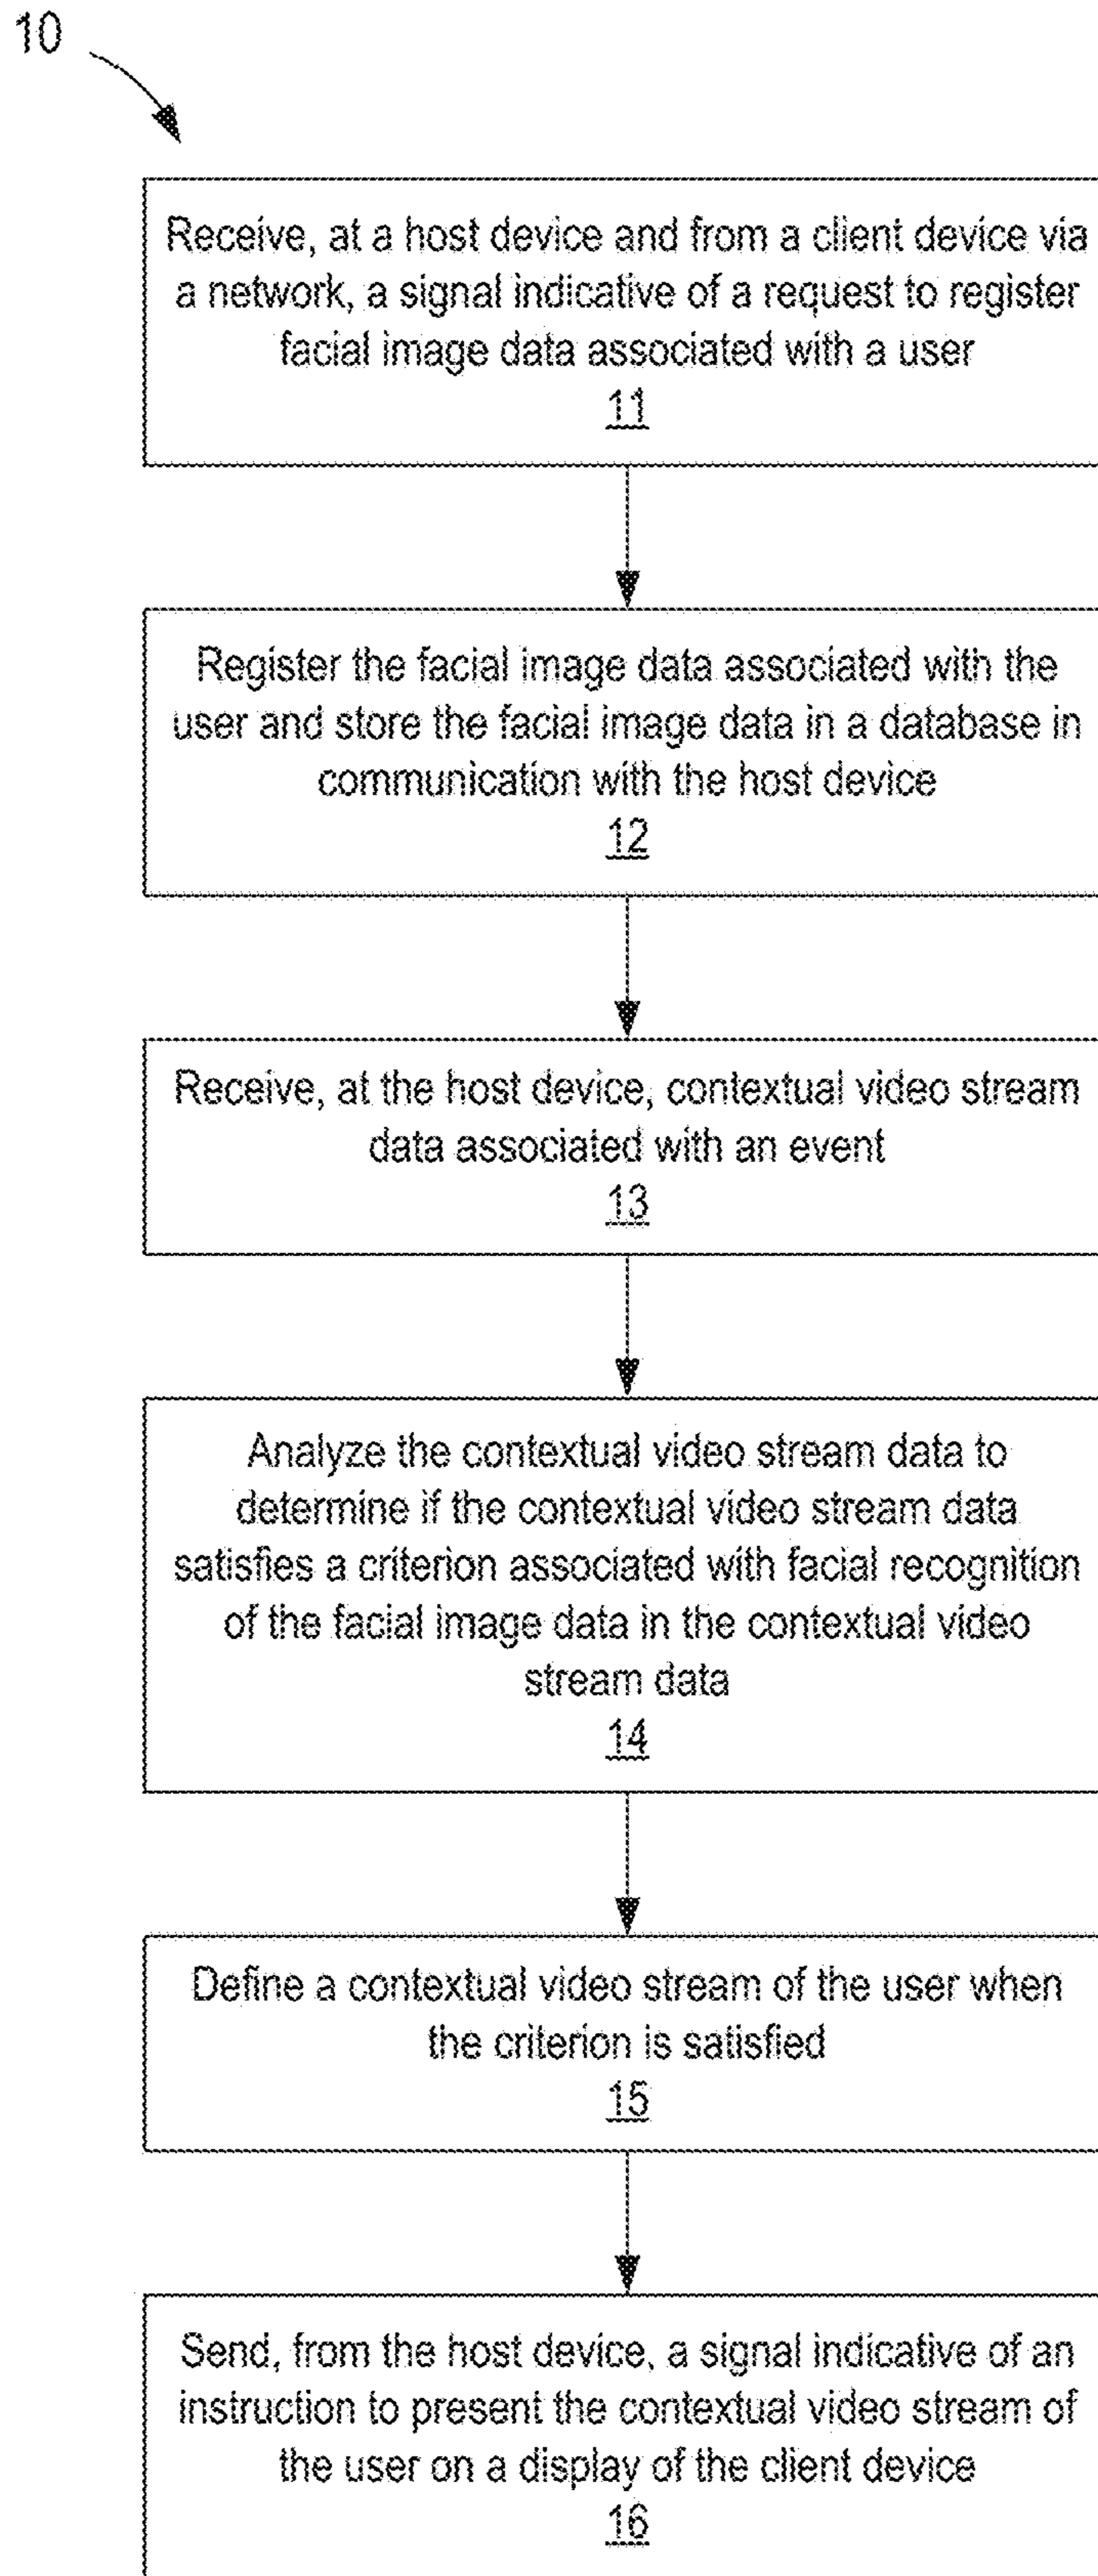 10
Receive, at a host device and from a client device via
a network, a signal indicative of a request to register
facial image data associated with a user
11
Register the facial image data associated with the
user and store the facial image data in a database in
communication with the host device
12
Receive, at the host device, contextual video stream
data associated with an event
13
Analyze the contextual video stream data to
determine if the contextual video stream data
satisfies a criterion associated with facial recognition
of the facial image data in the contextual video
stream data
14
Define a contextual video stream of the user when
the criterion is satisfied
15
Send, from the host device, a signal indicative of an
instruction to present the contextual video stream of
the user on a display of the client device
16